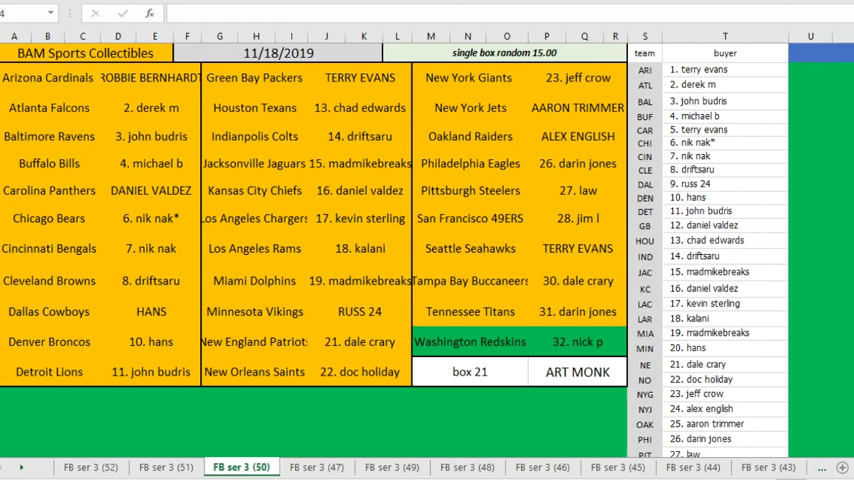 4 fx
BAM Sports Collectibles 11/18/2019 single box random 15.00 team buyer
A B C D E F G H I J K L M N O P Q R S T U
Arizona Cardinals ROBBIE BERNHARDT Green Bay Packers TERRY EVANS New York Giants 23. jeff crow
Atlanta Falcons 2. derek m Houston Texans 13. chad edwards New York Jets AARON TRIMMER
Baltimore Ravens 3. john budris Indianpolis Colts 14. driftsaru Oakland Raiders ALEX ENGLISH
Buffalo Bills 4. michael b Jacksonville Jaguars 15. madmikebreaks Philadelphia Eagles 26. darin jones
Carolina Panthers DANIEL VALDEZ Kansas City Chiefs 16. daniel valdez Pittsburgh Steelers 27. law
Chicago Bears 6. nik nak* Los Angeles Chargers 17. kevin sterling San Francisco 49ERS 28. jim l
Cincinnati Bengals 7. nik nak Los Angeles Rams 18. kalani Seattle Seahawks TERRY EVANS
Cleveland Browns 8. driftsaru Miami Dolphins 19. madmikebreaks Tampa Bay Buccaneers 30. dale crary
Dallas Cowboys HANS Minnesota Vikings RUSS 24 Tennessee Titans 31. darin jones
Denver Broncos 10. hans New England Patriots 21. dale crary Washington Redskins 32. nick p
Detroit Lions 11. john budris New Orleans Saints 22. doc holiday box 21 ART MONK
ARI 1. terry evans
ATL 2. derek m
BAL 3. john budris
BUF 4. michael b
CAR 5. terry evans
CHI 6. nik nak*
CIN 7. nik nak
CLE 8. driftsaru
DAL 9. russ 24
DEN 10. hans
DET 11. john budris
GB 12. daniel valdez
HOU 13. chad edwards
IND 14. driftsaru
JAC 15. madmikebreaks
KC 16. daniel valdez
LAC 17. kevin sterling
LAR 18. kalani
MIA 19. madmikebreaks
MIN 20. hans
NE 21. dale crary
NO 22. doc holiday
NYG 23. jeff crow
NYJ 24. alex english
OAK 25. aaron trimmer
PHI 26. darin jones
PIT 27. law
FB ser 3 (52) FB ser 3 (51) FB ser 3 (50) FB ser 3 (47) FB ser 3 (49) FB ser 3 (48) FB ser 3 (46) FB ser 3 (45) FB ser 3 (44) FB ser 3 (43) ...